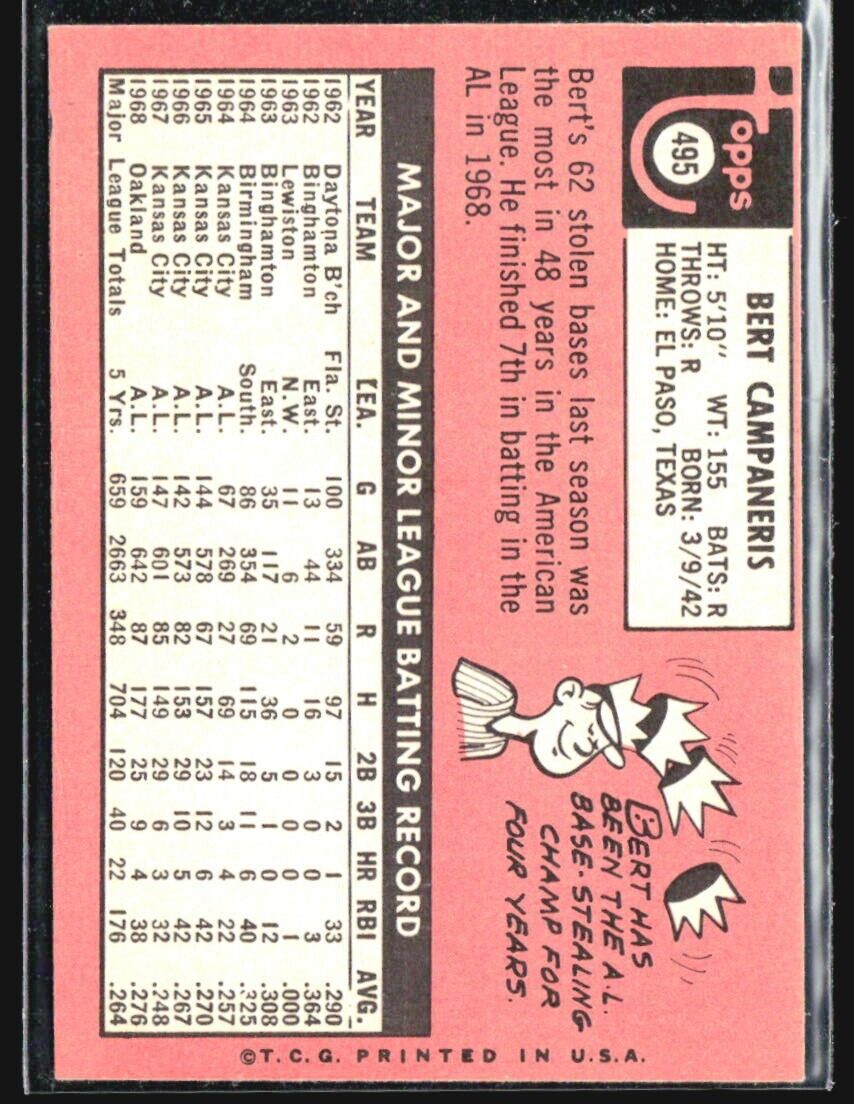 Topps
495
BERT CAMPANERIS
HT: 5'10" WT: 155 BATS: R
THROWS: R BORN: 3/9/42
HOME: EL PASO, TEXAS
Bert's 62 stolen bases last season was
the most in 48 years in the American
League. He finished 7th in batting in the
AL in 1968.
BERT HAS
BEEN THE A.L.
BASE-STEALING
CHAMP FOR
FOUR YEARS.
MAJOR AND MINOR LEAGUE BATTING RECORD
YEAR TEAM LEA. G AB R H 2B 3B HR RBI AVG.
1962 Daytona B'ch Fla. St. 100 334 59 97 15 2 1 33 .290
1962 Binghamton East. 13 44 11 16 3 0 0 3 .364
1963 Lewiston N.W. 11 6 2 0 0 0 0 1 .000
1963 Binghamton East. 35 117 21 36 5 1 0 12 .308
1964 Birmingham South. 86 354 69 115 18 11 6 40 .325
1964 Kansas City A.L. 67 269 27 69 14 3 4 22 .257
1965 Kansas City A.L. 144 578 67 157 23 12 6 42 .270
1966 Kansas City A.L. 142 573 82 153 29 10 5 42 .267
1967 Kansas City A.L. 147 601 85 149 29 6 3 32 .248
1968 Oakland A.L. 159 642 87 177 25 9 4 38 .276
Major League Totals 5 Yrs. 659 2663 348 704 120 40 22 176 .264
©T.C.G. PRINTED IN U.S.A.